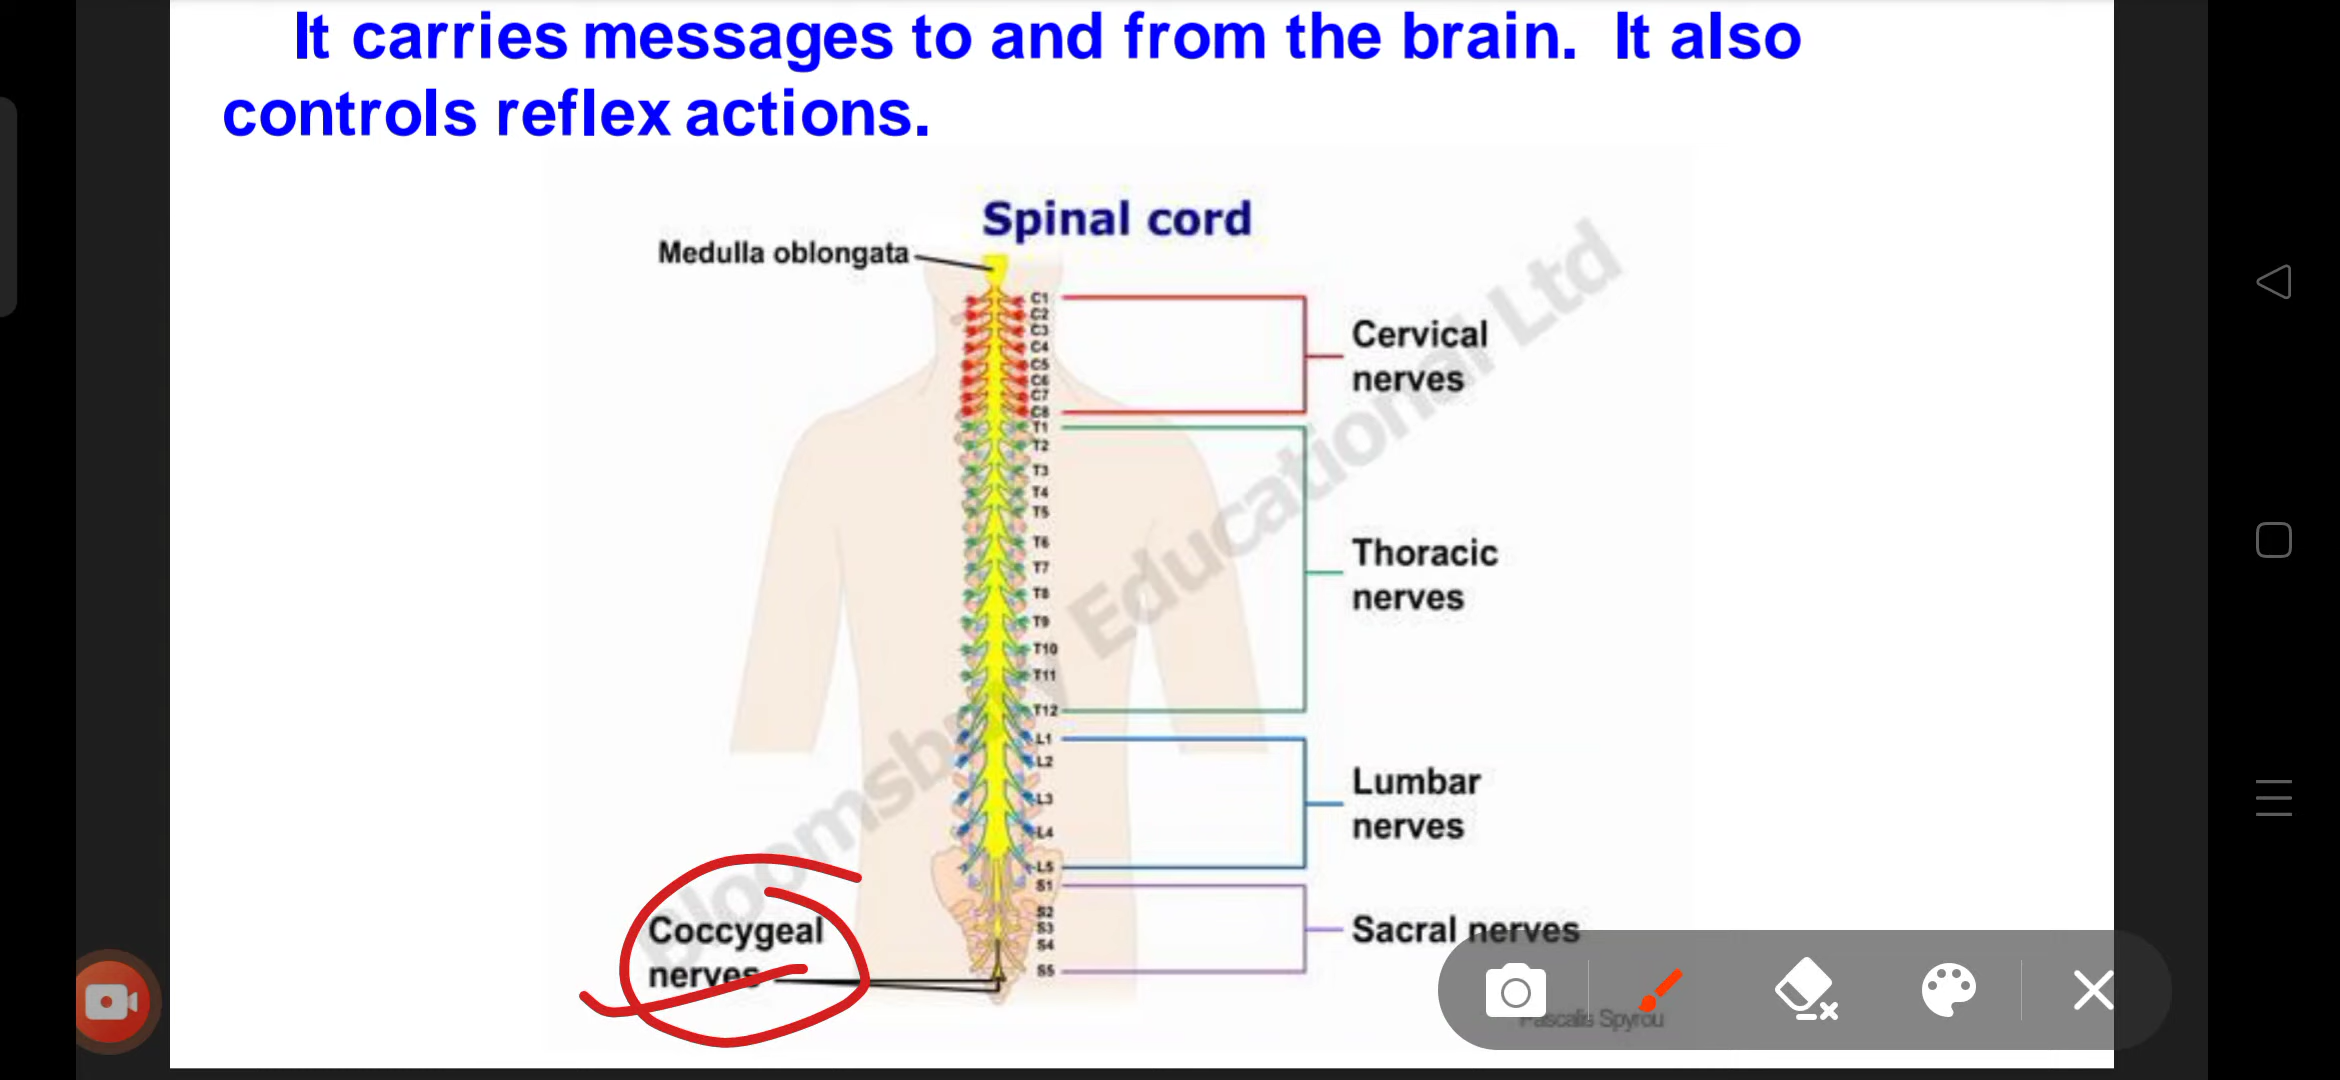 It carries messages to and from the brain. It also
controls reflex actions.
Spinal cord
Medulla oblongata
C1
C2
C3
C4
C5
C6
C7
C8
Cervical
nerves
T1
T2
T3
T4
T5
T6
T7
T8
T9
T10
T11
T12
Thoracic
nerves
L1
L2
L3
L4
L5
Lumbar
nerves
S1
S2
S3
S4
S5
Sacral nerves
Coccygeal
nerves
Bloomsbury Educational Ltd
Pascalis Spyrou